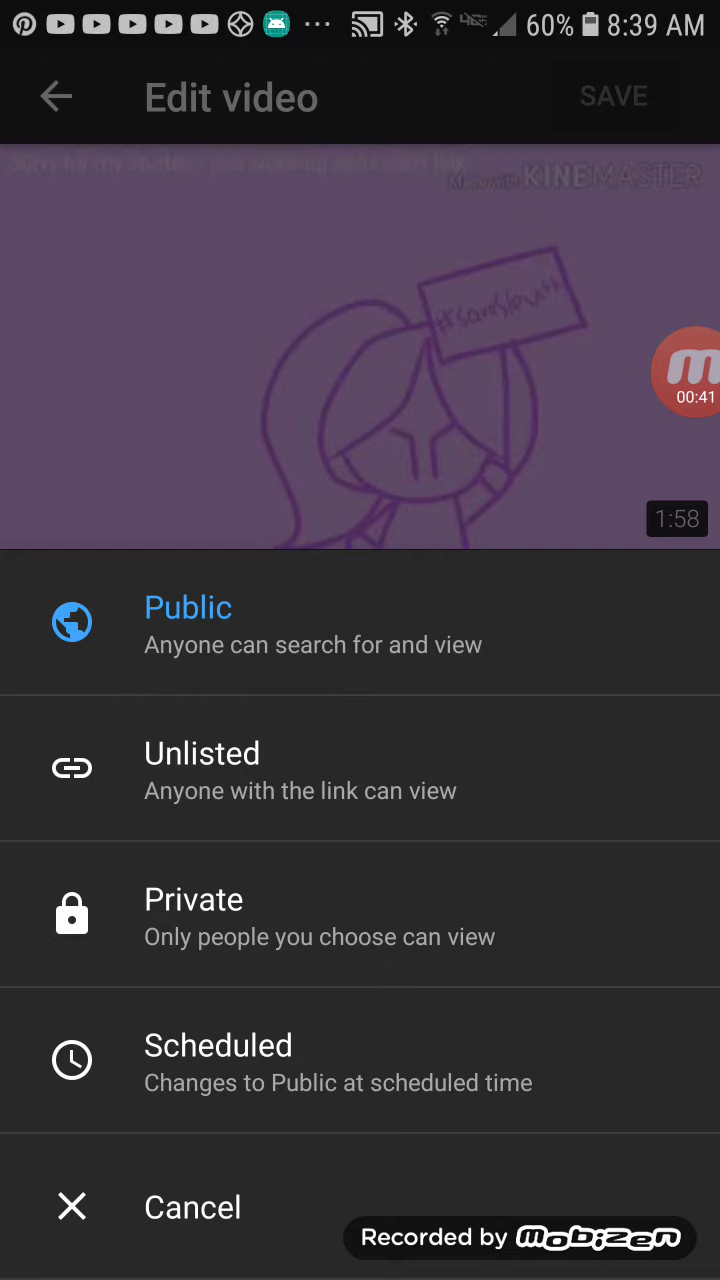 60% 8:39 AM
Edit video
SAVE
Made with KINEMASTER
00:41
1:58
Public
Anyone can search for and view
Unlisted
Anyone with the link can view
Private
Only people you choose can view
Scheduled
Changes to Public at scheduled time
Cancel
Recorded by mobizen